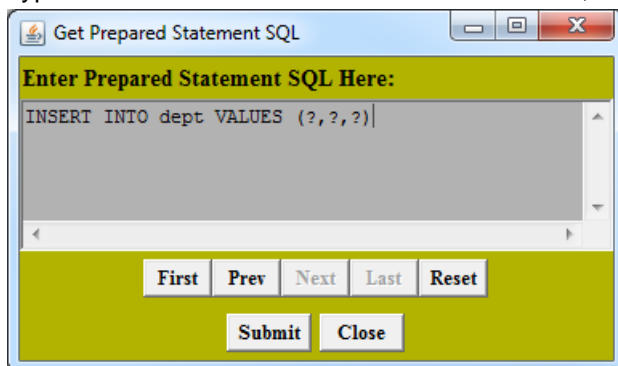 Get Prepared Statement SQL
Enter Prepared Statement SQL Here:
INSERT INTO dept VALUES (?,?,?)
First Prev Next Last Reset
Submit Close